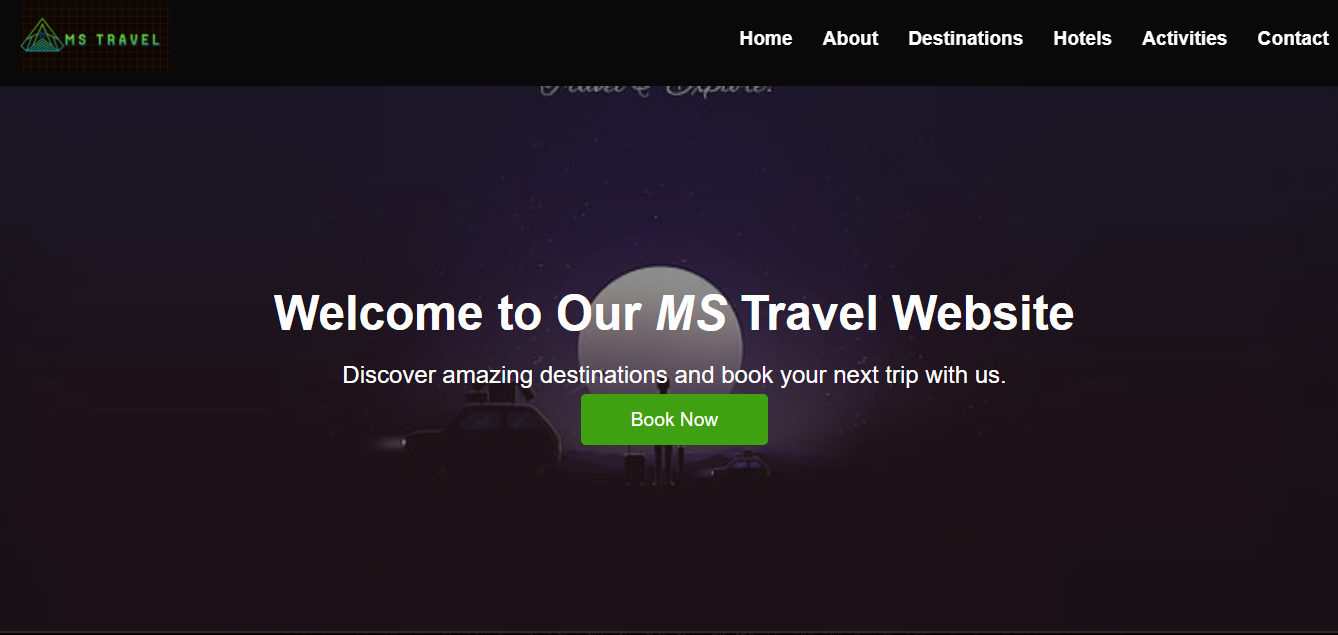 MS TRAVEL
Home About Destinations Hotels Activities Contact
Travel & Explore!
Welcome to Our MS Travel Website
Discover amazing destinations and book your next trip with us.
Book Now